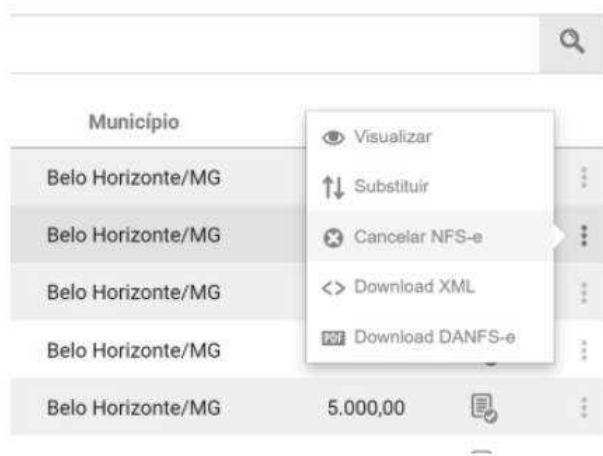 Município
Visualizar
Belo Horizonte/MG
Substituir
Belo Horizonte/MG
Cancelar NFS-e
Belo Horizonte/MG
Download XML
PDF Download DANFS-e
Belo Horizonte/MG
Belo Horizonte/MG 5.000,00